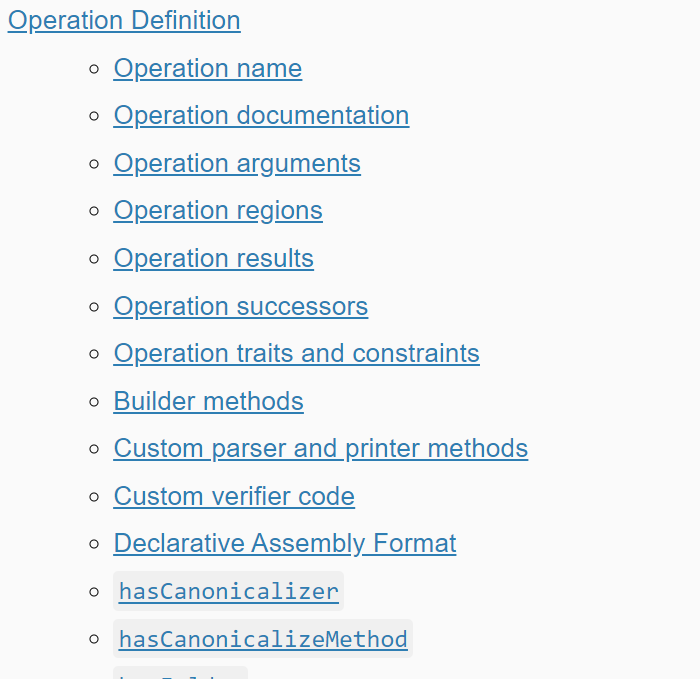 Operation Definition
Operation name
Operation documentation
Operation arguments
Operation regions
Operation results
Operation successors
Operation traits and constraints
Builder methods
Custom parser and printer methods
Custom verifier code
Declarative Assembly Format
hasCanonicalizer
hasCanonicalizeMethod